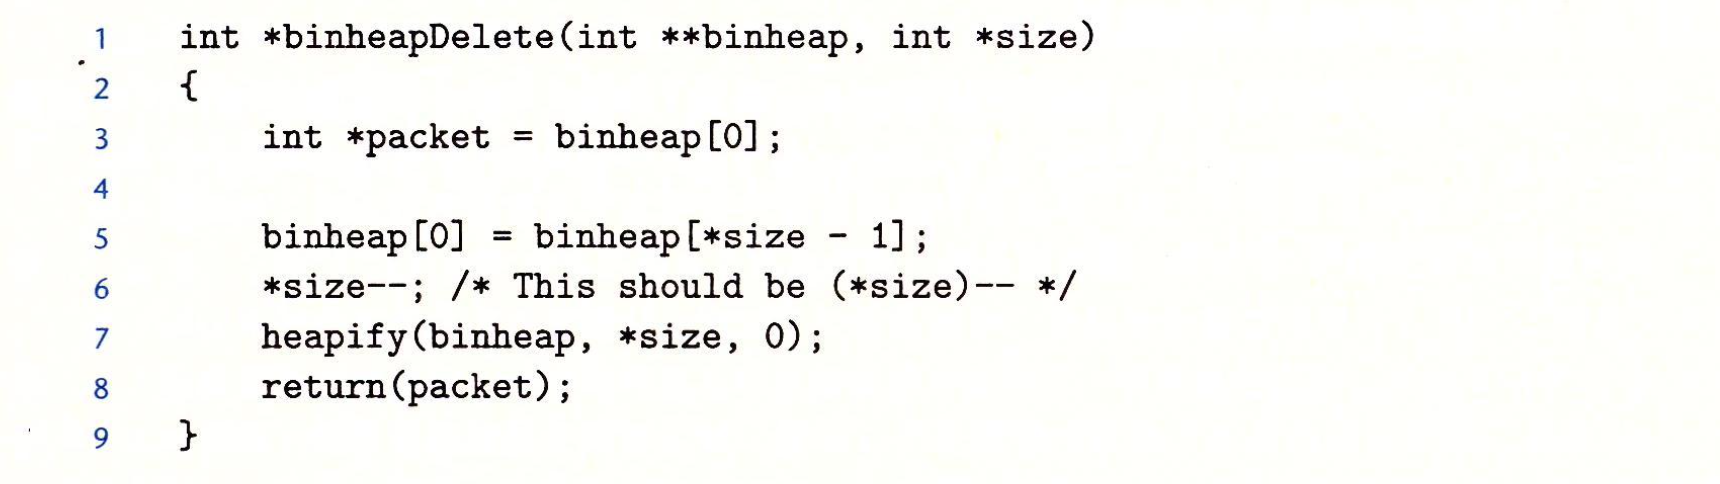 1 int *binheapDelete(int **binheap, int *size)
2 {
3 int *packet = binheap[0];
4
5 binheap[0] = binheap[*size - 1];
6 *size--; /* This should be (*size)-- */
7 heapify(binheap, *size, 0);
8 return(packet);
9 }